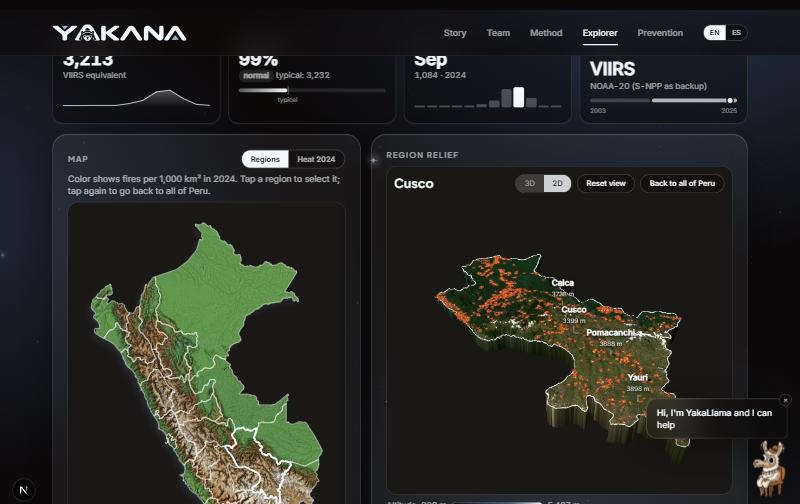 YAKANA
Story
Team
Method
Explorer
Prevention
EN
ES
3,213
VIIRS equivalent
99%
normal typical: 3,232
typical
Sep
1,084 · 2024
VIIRS
NOAA-20 (S-NPP as backup)
2003
2025
MAP
Regions
Heat 2024
Color shows fires per 1,000 km² in 2024. Tap a region to select it;
tap again to go back to all of Peru.
REGION RELIEF
Cusco
3D
2D
Reset view
Back to all of Peru
Calca
Cusco
3399 m
Pomacanchi
3688 m
Yauri
3898 m
Hi, I'm YakaLlama and I can
help
N